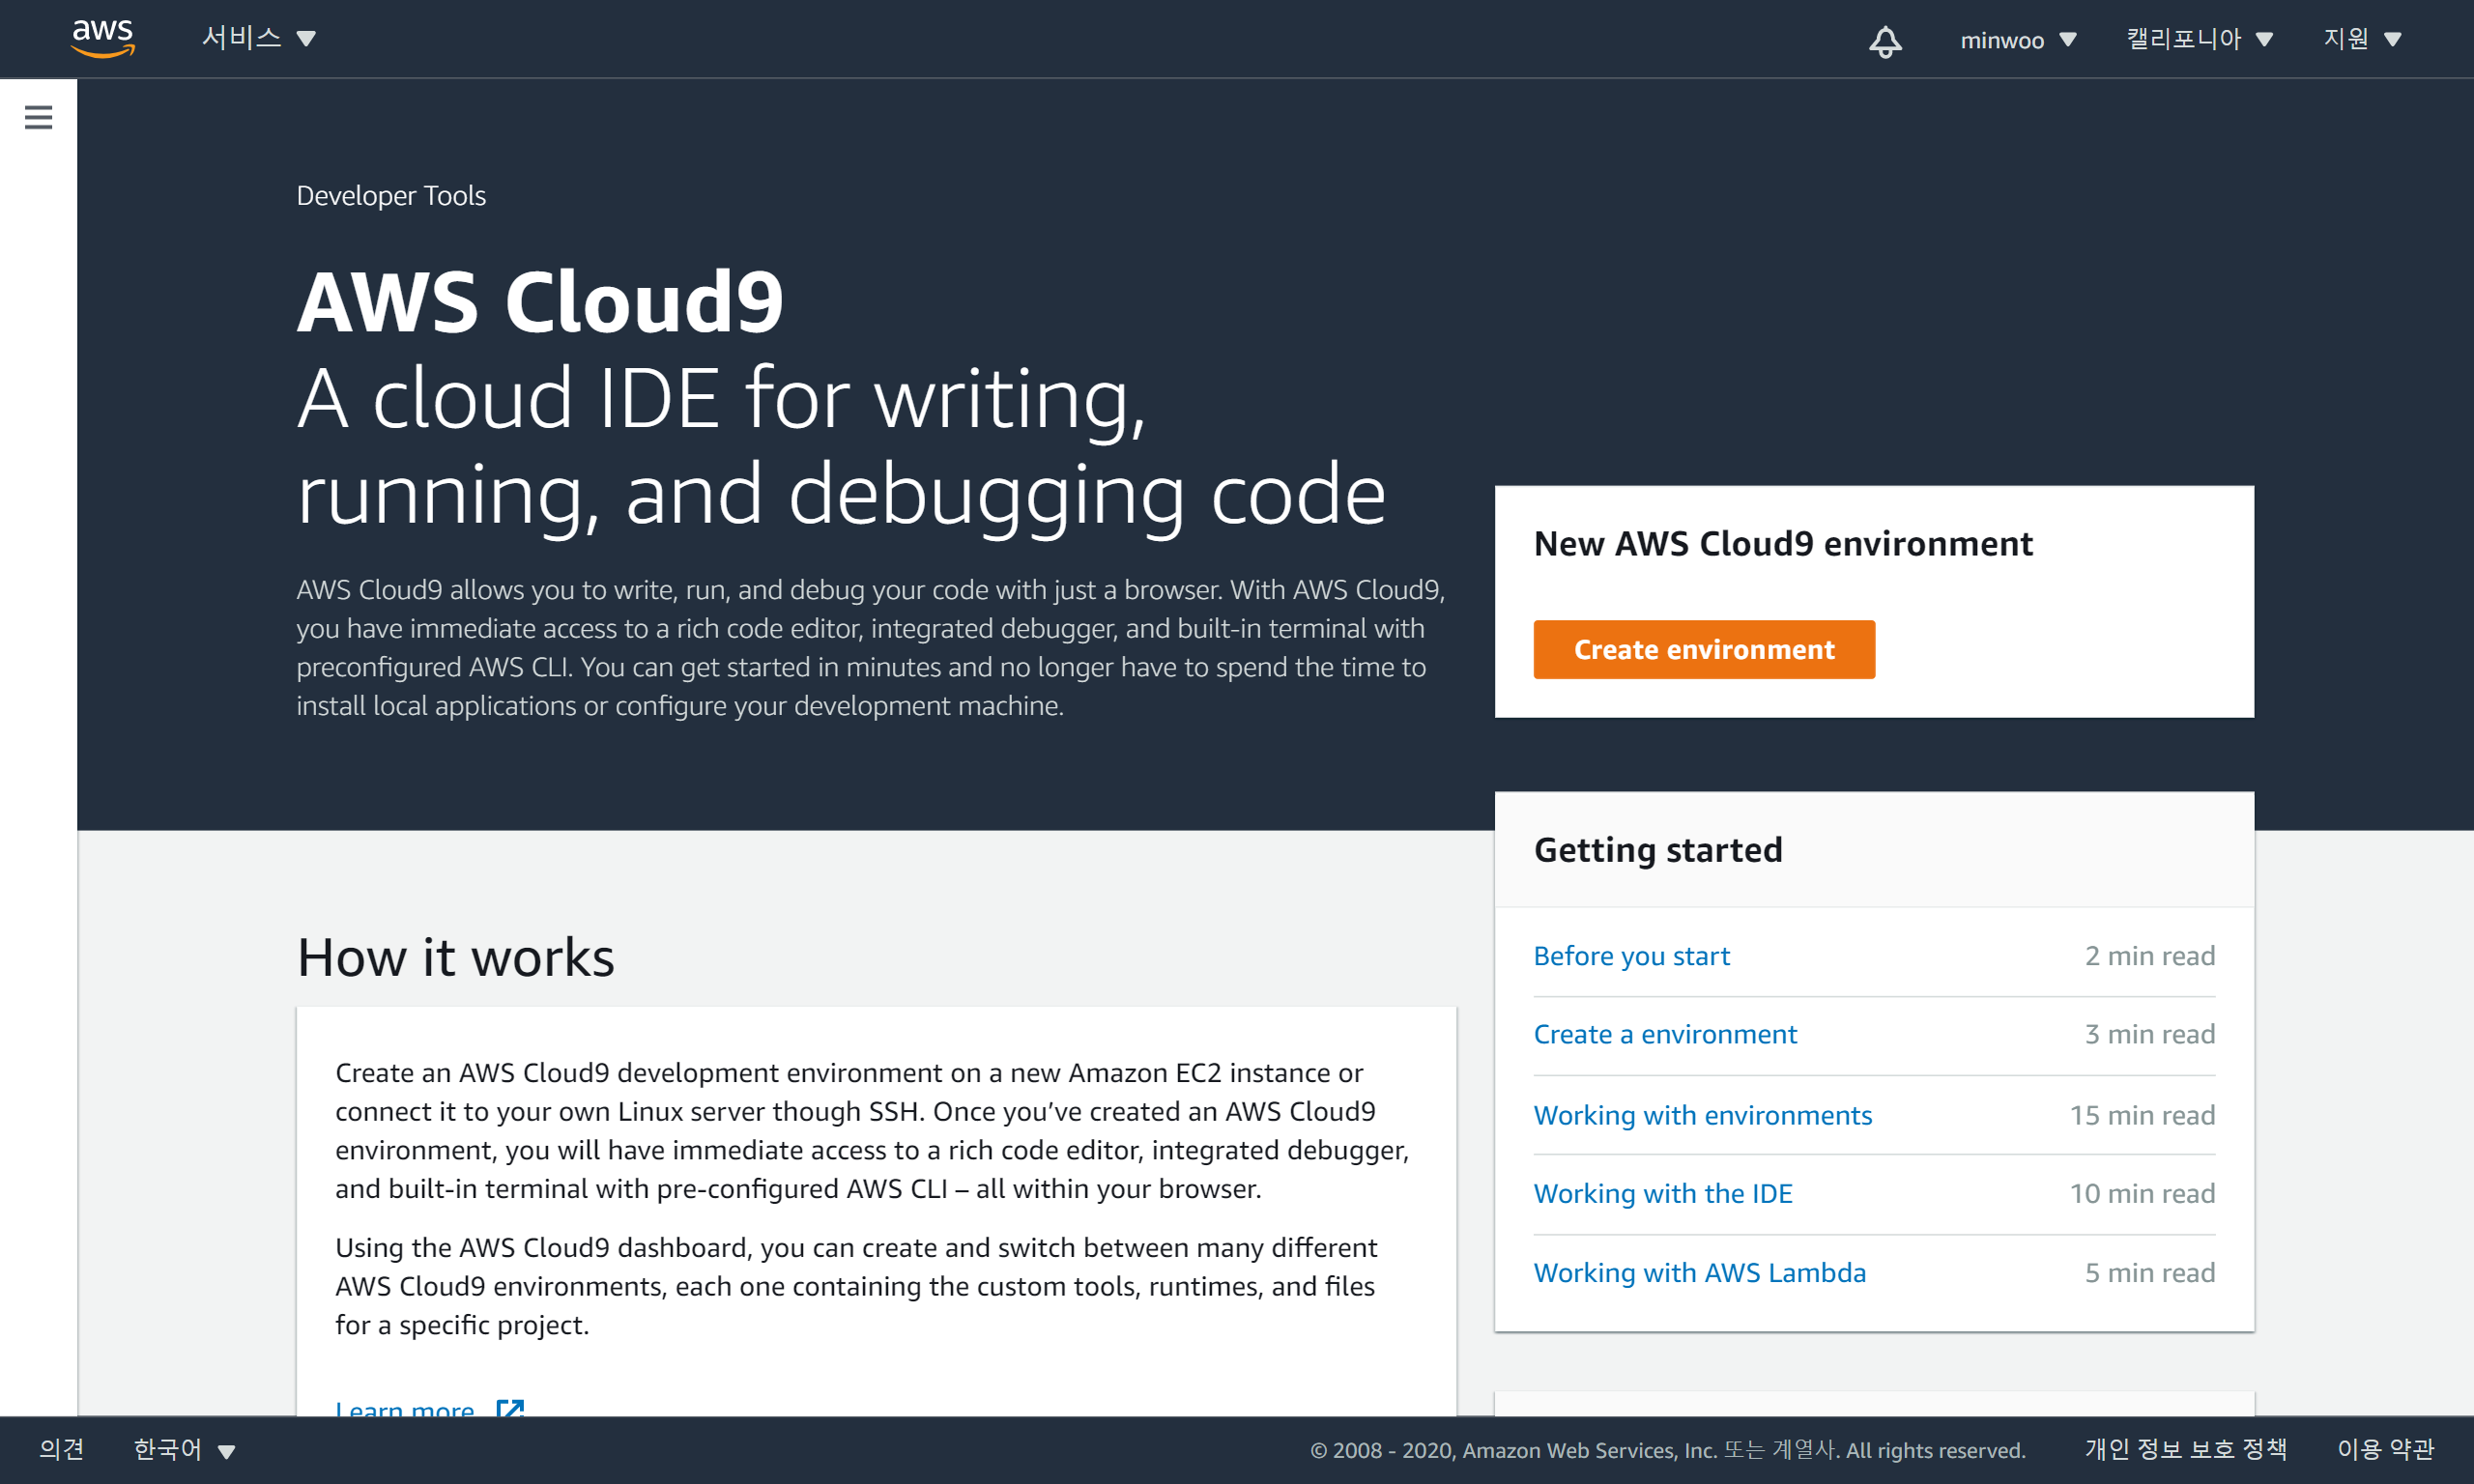 aws
서비스
minwoo
캘리포니아
지원
Developer Tools
AWS Cloud9
A cloud IDE for writing,
running, and debugging code
AWS Cloud9 allows you to write, run, and debug your code with just a browser. With AWS Cloud9,
you have immediate access to a rich code editor, integrated debugger, and built-in terminal with
preconfigured AWS CLI. You can get started in minutes and no longer have to spend the time to
install local applications or configure your development machine.
New AWS Cloud9 environment
Create environment
Getting started
Before you start 2 min read
Create a environment 3 min read
Working with environments 15 min read
Working with the IDE 10 min read
Working with AWS Lambda 5 min read
How it works
Create an AWS Cloud9 development environment on a new Amazon EC2 instance or
connect it to your own Linux server though SSH. Once you’ve created an AWS Cloud9
environment, you will have immediate access to a rich code editor, integrated debugger,
and built-in terminal with pre-configured AWS CLI – all within your browser.
Using the AWS Cloud9 dashboard, you can create and switch between many different
AWS Cloud9 environments, each one containing the custom tools, runtimes, and files
for a specific project.
Learn more
의견
한국어
© 2008 - 2020, Amazon Web Services, Inc. 또는 계열사. All rights reserved.
개인 정보 보호 정책
이용 약관